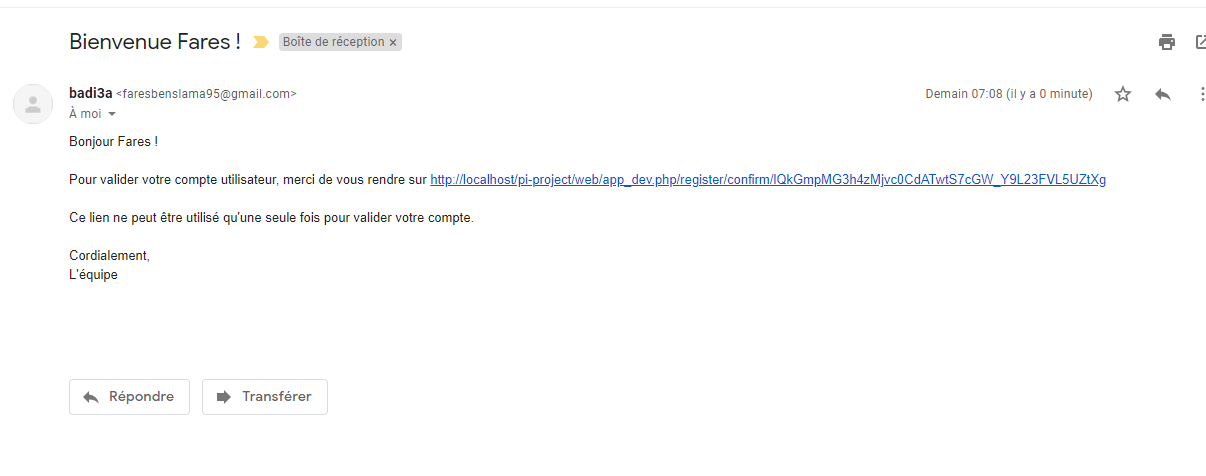 Bienvenue Fares !
Boîte de réception ×
badi3a <faresbenslama95@gmail.com>
Demain 07:08 (il y a 0 minute)
À moi
Bonjour Fares !
Pour valider votre compte utilisateur, merci de vous rendre sur http://localhost/pi-project/web/app_dev.php/register/confirm/lQkGmpMG3h4zMjvc0CdATwtS7cGW_Y9L23FVL5UZtXg
Ce lien ne peut être utilisé qu'une seule fois pour valider votre compte.
Cordialement,
L'équipe
Répondre
Transférer